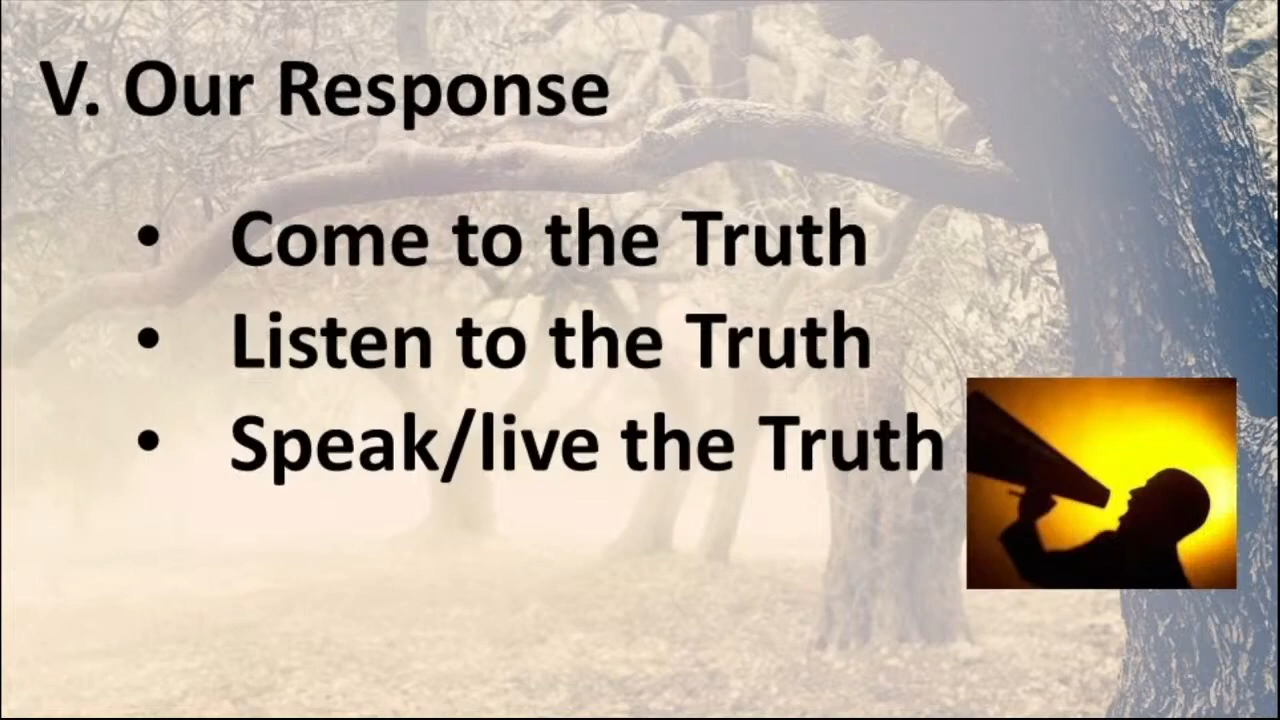 V. Our Response
• Come to the Truth
• Listen to the Truth
• Speak/live the Truth